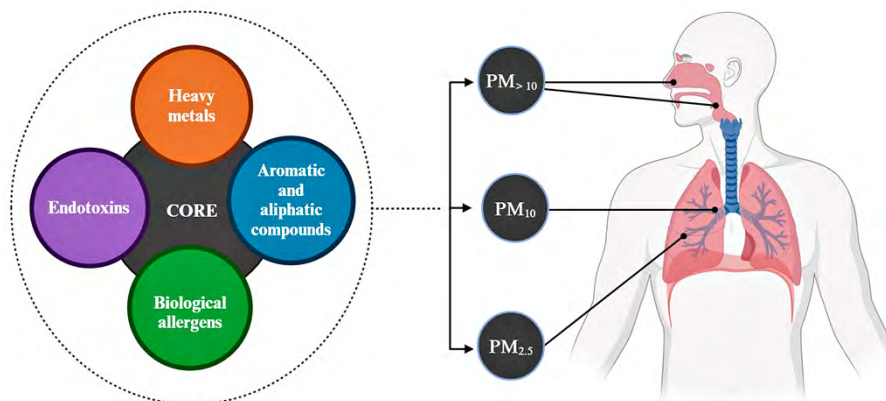 Heavy
metals
Endotoxins
CORE
Aromatic
and
aliphatic
compounds
Biological
allergens
PM> 10
PM10
PM2.5